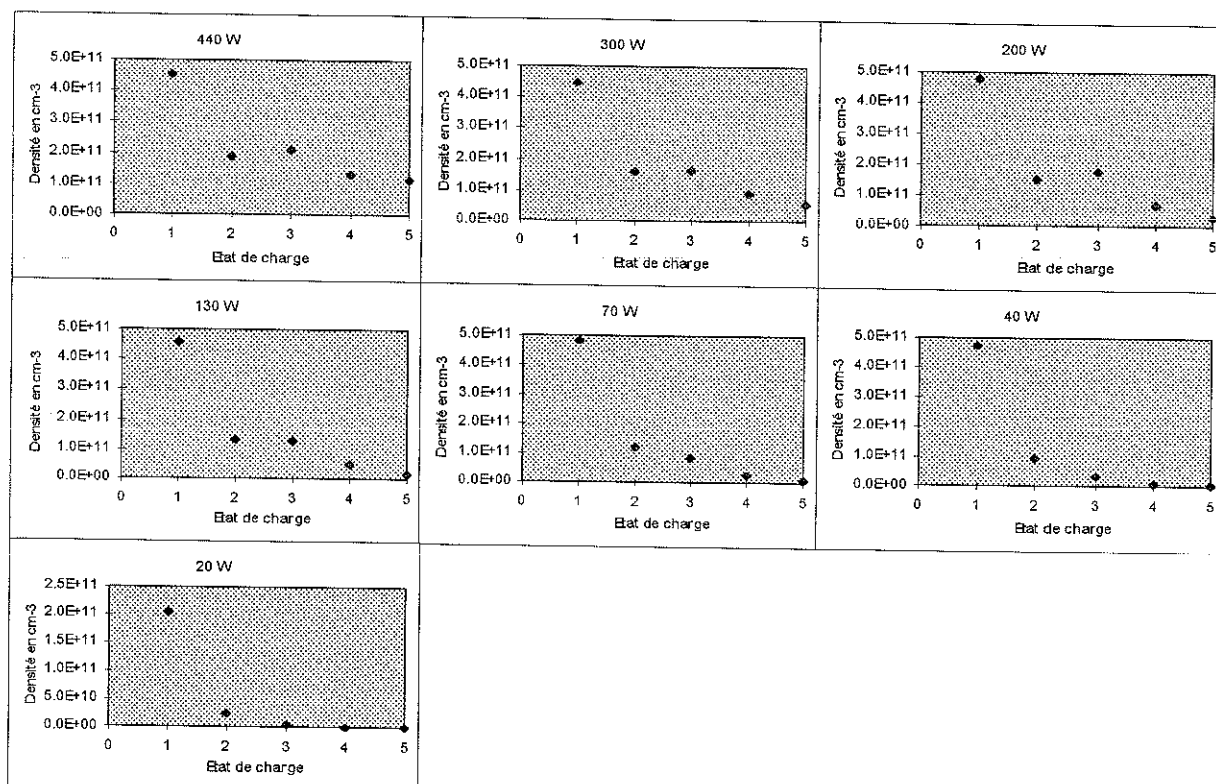 440 W
Densité en cm-3
5.0E+11
4.0E+11
3.0E+11
2.0E+11
1.0E+11
0.0E+00
0 1 2 3 4 5
Etat de charge
300 W
Densité en cm-3
5.0E+11
4.0E+11
3.0E+11
2.0E+11
1.0E+11
0.0E+00
0 1 2 3 4 5
Etat de charge
200 W
Densité en cm-3
5.0E+11
4.0E+11
3.0E+11
2.0E+11
1.0E+11
0.0E+00
0 1 2 3 4 5
Etat de charge
130 W
Densité en cm-3
5.0E+11
4.0E+11
3.0E+11
2.0E+11
1.0E+11
0.0E+00
0 1 2 3 4 5
Etat de charge
70 W
Densité en cm-3
5.0E+11
4.0E+11
3.0E+11
2.0E+11
1.0E+11
0.0E+00
0 1 2 3 4 5
Etat de charge
40 W
Densité en cm-3
5.0E+11
4.0E+11
3.0E+11
2.0E+11
1.0E+11
0.0E+00
0 1 2 3 4 5
Etat de charge
20 W
Densité en cm-3
2.5E+11
2.0E+11
1.5E+11
1.0E+11
5.0E+10
0.0E+00
0 1 2 3 4 5
Etat de charge